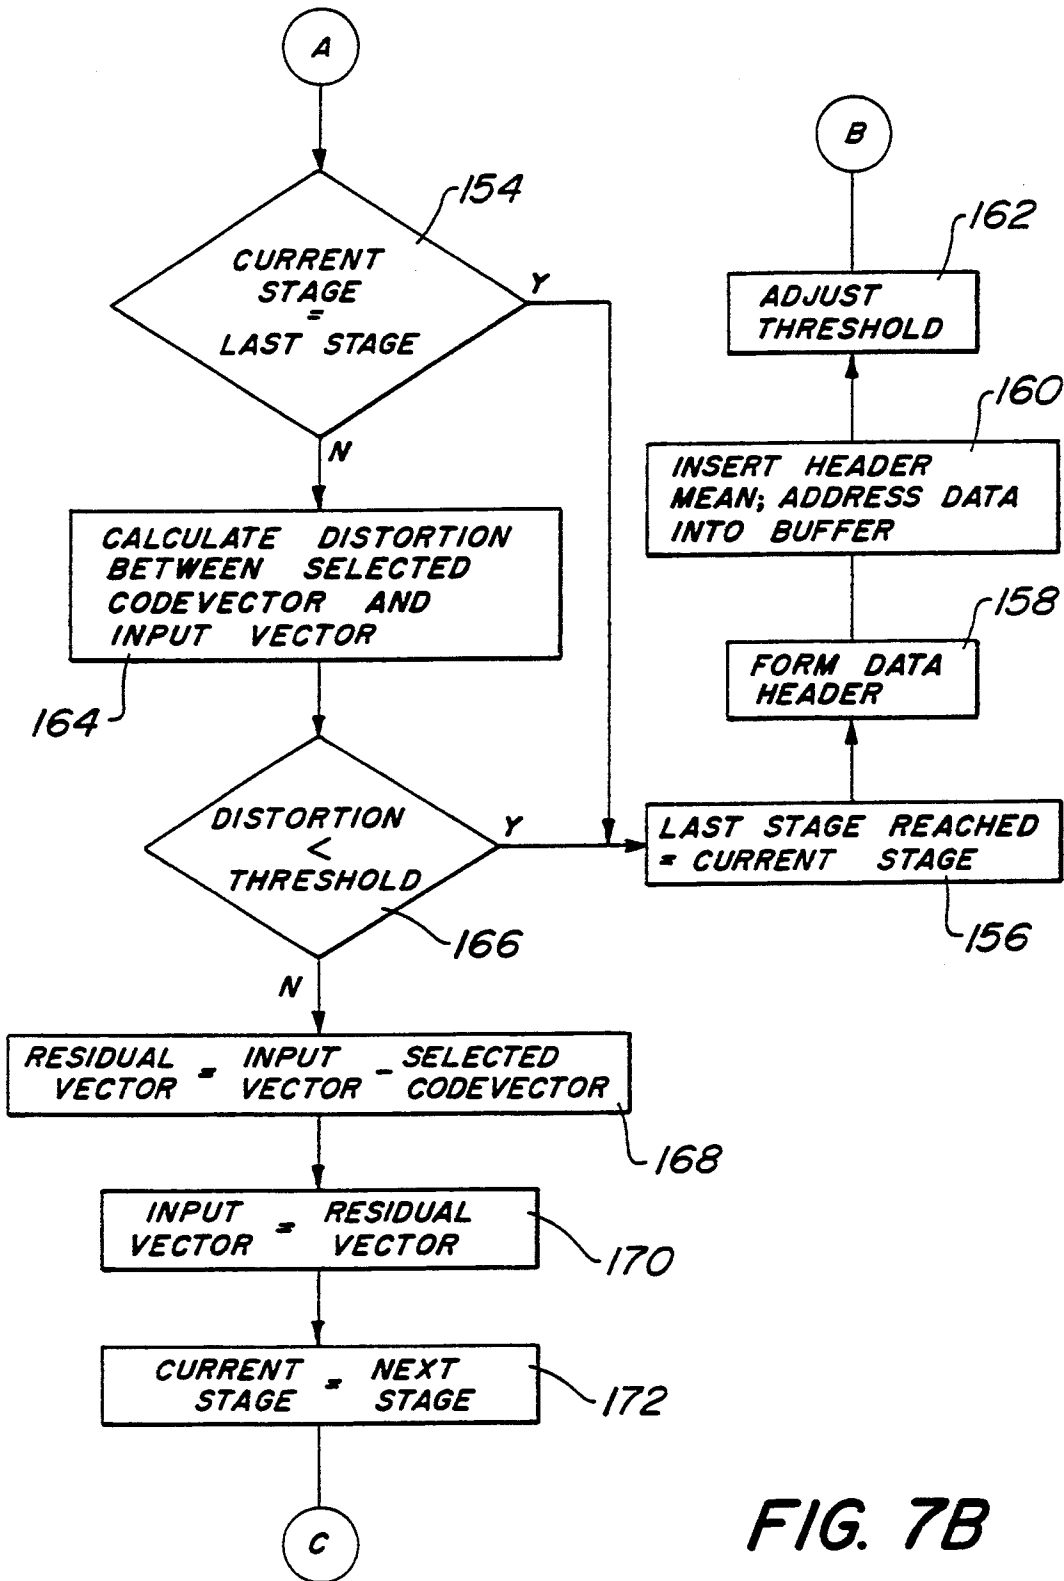 A
154
CURRENT
STAGE
=
LAST STAGE
Y
N
CALCULATE DISTORTION
BETWEEN SELECTED
CODEVECTOR AND
INPUT VECTOR
164
DISTORTION
<
THRESHOLD
Y
166
N
RESIDUAL = INPUT - SELECTED
VECTOR VECTOR CODEVECTOR
168
INPUT = RESIDUAL
VECTOR VECTOR
170
CURRENT = NEXT
STAGE STAGE
172
C
B
162
ADJUST
THRESHOLD
160
INSERT HEADER
MEAN; ADDRESS DATA
INTO BUFFER
158
FORM DATA
HEADER
LAST STAGE REACHED
= CURRENT STAGE
156
FIG. 7B